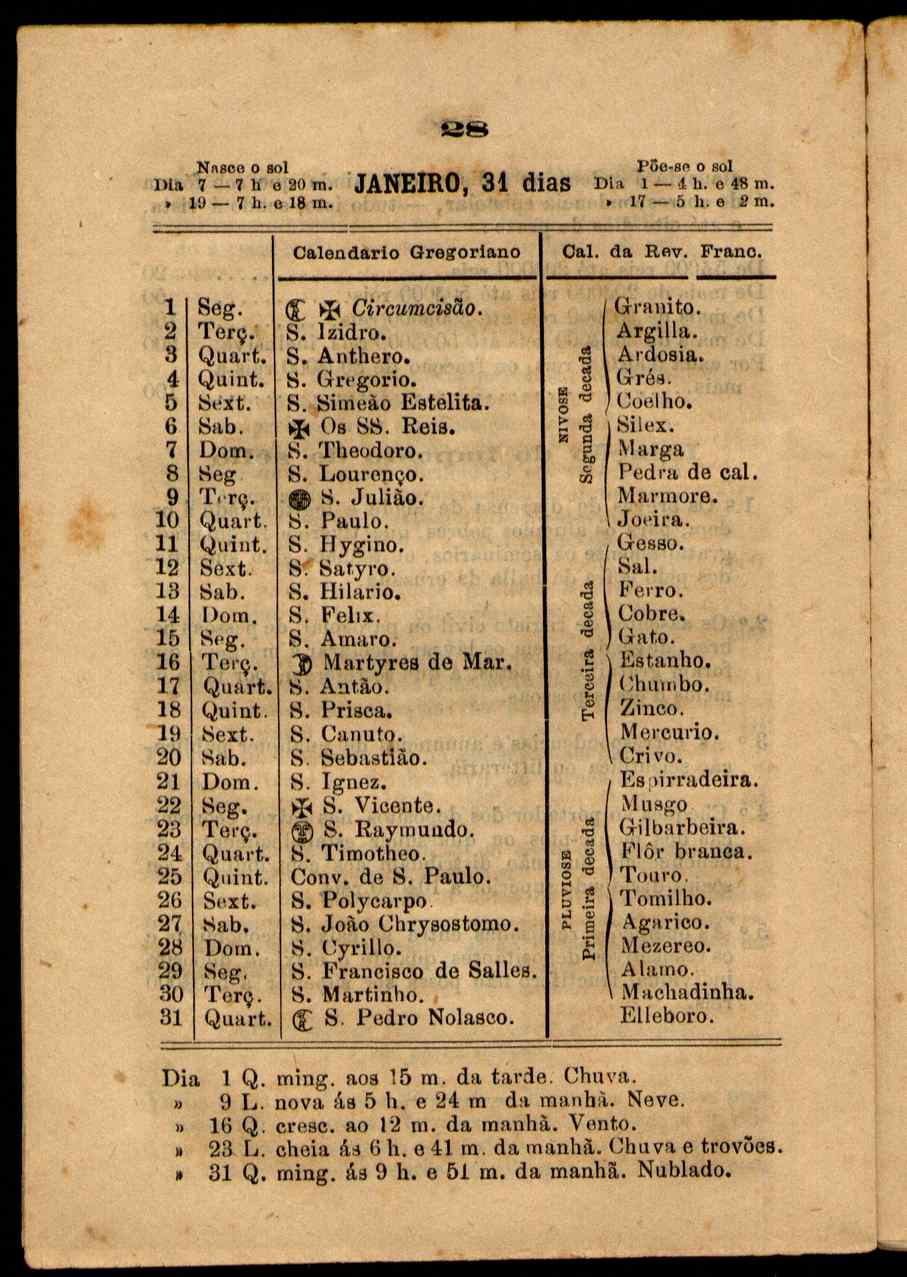 28
Nasce o sol
Dia 7 — 7 h e 20 m.
» 19 — 7 h. e 18 m.
JANEIRO, 31 dias
Põe-se o sol
Dia 1 — 4 h. e 48 m.
» 17 — 5 h. e 2 m.
Calendario Gregoriano Cal. da Rev. Franc.
NIVOSE
Segunda decada
1 Seg. ✠ Circumcisão. Granito.
2 Terç. S. Izidro. Argilla.
3 Quart. S. Anthero. Ardosia.
4 Quint. S. Gregorio. Grés.
5 Sext. S. Simeão Estelita. Coelho.
6 Sab. ✠ Os SS. Reis. Silex.
7 Dom. S. Theodoro. Marga
8 Seg S. Lourenço. Pedra de cal.
9 Terç. S. Julião. Marmore.
10 Quart. S. Paulo. Joeira.
Terceira decada
11 Quint. S. Hygino. Gesso.
12 Sext. S. Satyro. Sal.
13 Sab. S. Hilario. Ferro.
14 Dom. S. Felix. Cobre.
15 Seg. S. Amaro. Gato.
16 Terç. Martyres de Mar. Estanho.
17 Quart. S. Antão. Chumbo.
18 Quint. S. Prisca. Zinco.
19 Sext. S. Canuto. Mercurio.
20 Sab. S. Sebastião. Crivo.
PLUVIOSE
Primeira decada
21 Dom. S. Ignez. Espirradeira.
22 Seg. ✠ S. Vicente. Musgo
23 Terç. S. Raymundo. Gilbarbeira.
24 Quart. S. Timotheo. Flôr branca.
25 Quint. Conv. de S. Paulo. Touro.
26 Sext. S. Polycarpo. Tomilho.
27 Sab. S. João Chrysostomo. Agarico.
28 Dom. S. Cyrillo. Mezereo.
29 Seg. S. Francisco de Salles. Alamo.
30 Terç. S. Martinho. Machadinha.
31 Quart. S. Pedro Nolasco. Elleboro.
Dia 1 Q. ming. aos 15 m. da tarde. Chuva.
» 9 L. nova ás 5 h. e 24 m da manhã. Neve.
» 16 Q. cresc. ao 12 m. da manhã. Vento.
» 23 L. cheia ás 6 h. e 41 m. da manhã. Chuva e trovões.
» 31 Q. ming. ás 9 h. e 51 m. da manhã. Nublado.